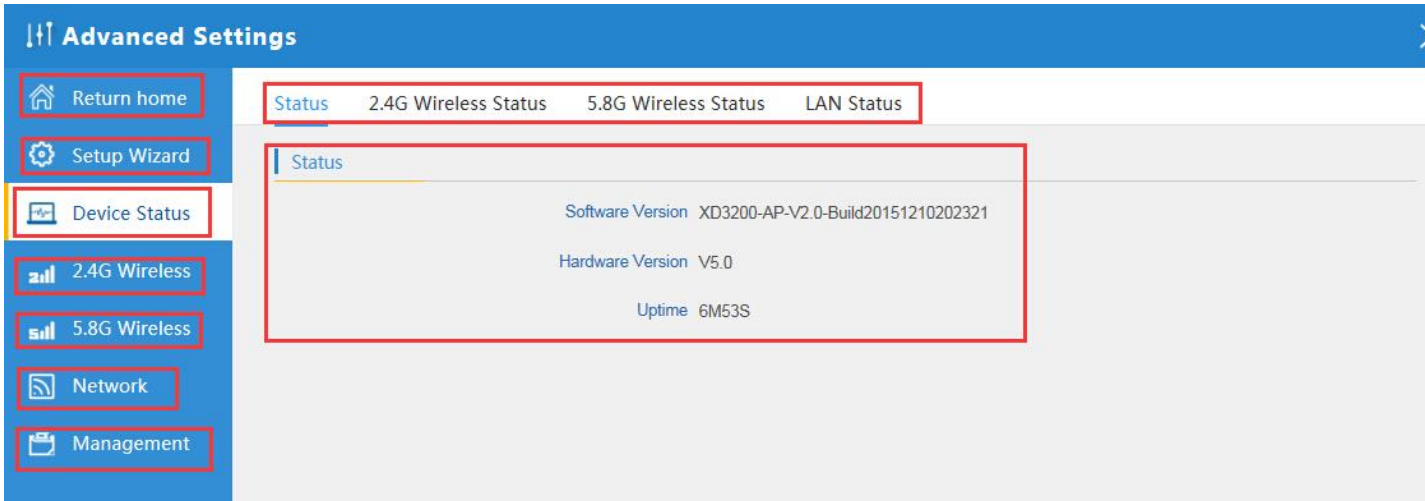 Advanced Settings
Return home
Setup Wizard
Device Status
2.4G Wireless
5.8G Wireless
Network
Management
Status 2.4G Wireless Status 5.8G Wireless Status LAN Status
Status
Software Version XD3200-AP-V2.0-Build20151210202321
Hardware Version V5.0
Uptime 6M53S